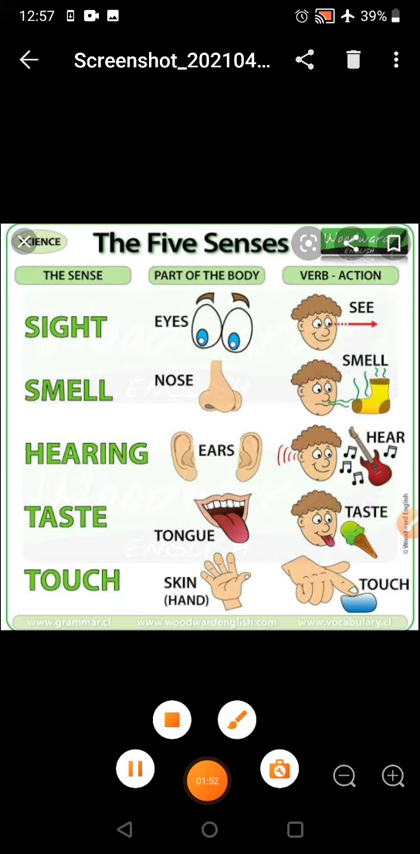 12:57
39%
Screenshot_202104...
The Five Senses
THE SENSE PART OF THE BODY VERB - ACTION
SIGHT EYES SEE
SMELL NOSE SMELL
HEARING EARS HEAR
TASTE TONGUE TASTE
TOUCH SKIN (HAND) TOUCH
www.grammar.cl www.woodwardenglish.com www.vocabulary.cl
01:52